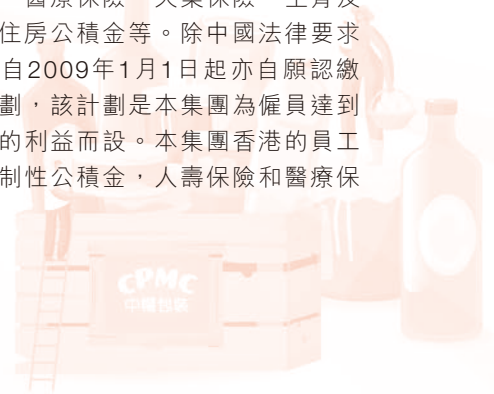 醫療保險、失業保險、生育及
住房公積金等。除中國法律要求
自2009年1月1日起亦自願認繳
劃，該計劃是本集團為僱員達到
的利益而設。本集團香港的員工
制性公積金，人壽保險和醫療保
CPMC
中糧包裝